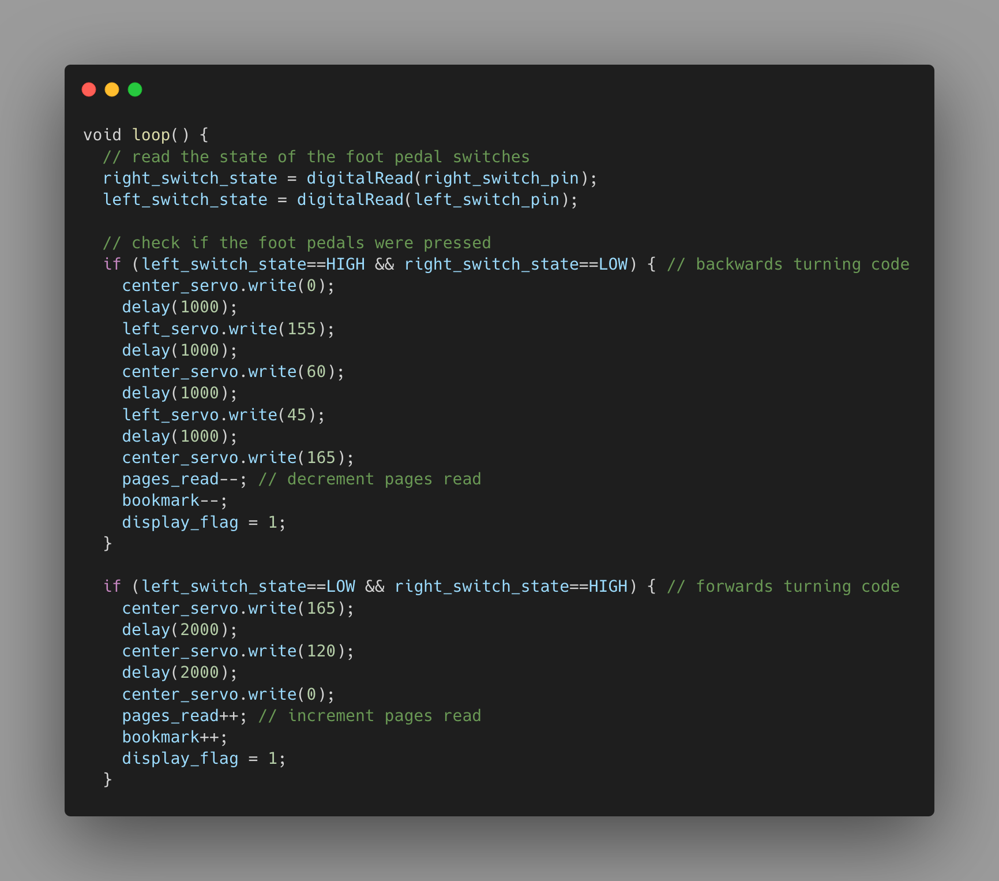 void loop() {
  // read the state of the foot pedal switches
  right_switch_state = digitalRead(right_switch_pin);
  left_switch_state = digitalRead(left_switch_pin);

  // check if the foot pedals were pressed
  if (left_switch_state==HIGH && right_switch_state==LOW) { // backwards turning code
    center_servo.write(0);
    delay(1000);
    left_servo.write(155);
    delay(1000);
    center_servo.write(60);
    delay(1000);
    left_servo.write(45);
    delay(1000);
    center_servo.write(165);
    pages_read--; // decrement pages read
    bookmark--;
    display_flag = 1;
  }

  if (left_switch_state==LOW && right_switch_state==HIGH) { // forwards turning code
    center_servo.write(165);
    delay(2000);
    center_servo.write(120);
    delay(2000);
    center_servo.write(0);
    pages_read++; // increment pages read
    bookmark++;
    display_flag = 1;
  }